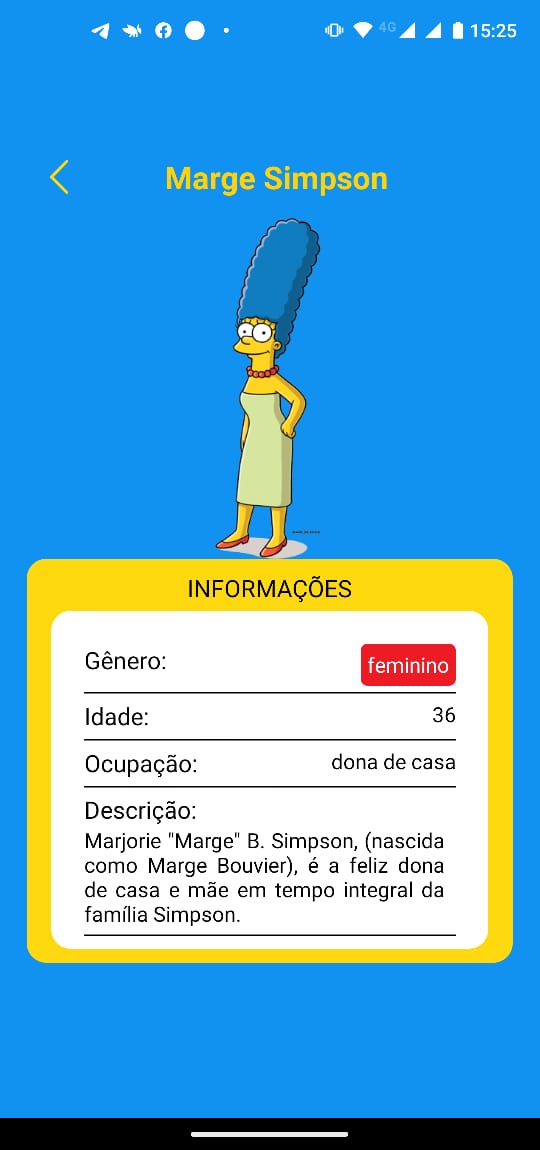 4G 15:25
Marge Simpson
INFORMAÇÕES
Gênero: feminino
Idade: 36
Ocupação: dona de casa
Descrição:
Marjorie "Marge" B. Simpson, (nascida
como Marge Bouvier), é a feliz dona
de casa e mãe em tempo integral da
família Simpson.